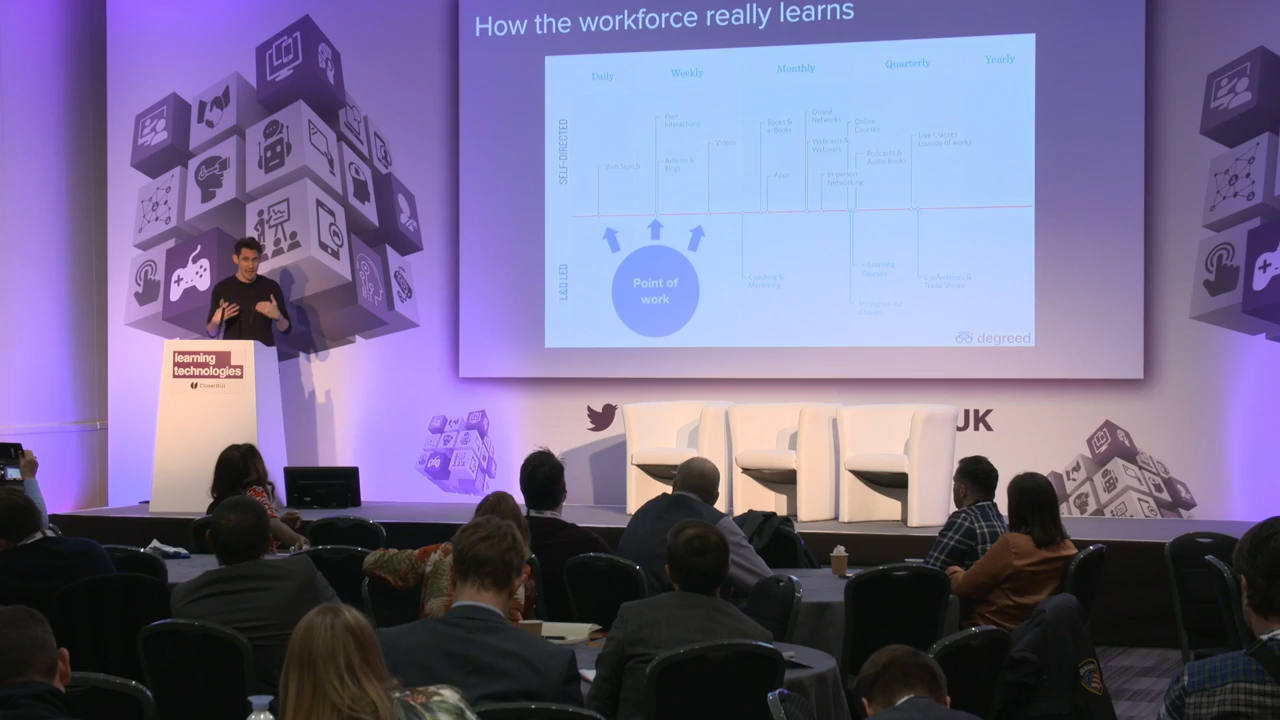 How the workforce really learns
Daily
Weekly
Monthly
Quarterly
Yearly
SELF-DIRECTED
Web Search
Peer
Interactions
Articles &
Blogs
Videos
Books &
e-Books
Apps
Online
Networks
Webcasts &
Webinars
In-person
Networking
Online
Courses
Podcasts &
Audio Books
Live Classes
(outside of work)
L&D LED
Point of
work
Coaching &
Mentoring
e-Learning
Courses
Conferences &
Trade Shows
degreed
learning
technologies
UK